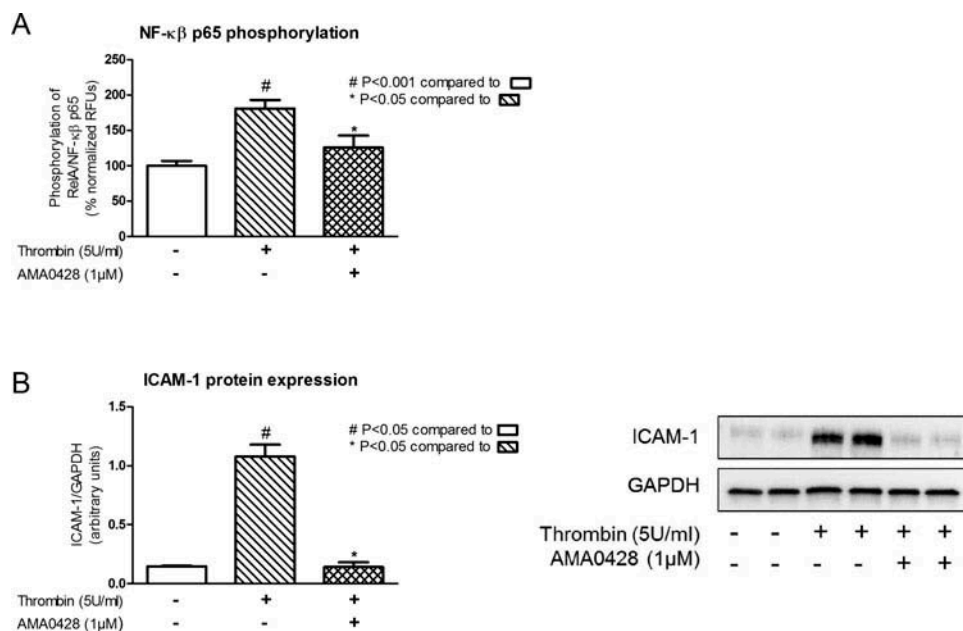 A
NF-κβ p65 phosphorylation
Phosphorylation of
RelA/NF-κβ p65
(% normalized RFUs)
250
200
150
100
50
0
# P<0.001 compared to
* P<0.05 compared to
#
*
Thrombin (5U/ml) - + +
AMA0428 (1µM) - - +
B
ICAM-1 protein expression
ICAM-1/GAPDH
(arbitrary units)
1.5
1.0
0.5
0.0
# P<0.05 compared to
* P<0.05 compared to
#
*
Thrombin (5U/ml) - + +
AMA0428 (1µM) - - +
ICAM-1
GAPDH
Thrombin (5U/ml) - - + + + +
AMA0428 (1µM) - - - - + +